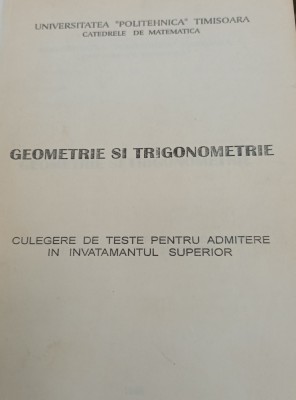 UNIVERSITATEA "POLITEHNICA" TIMISOARA
CATEDRELE DE MATEMATICA
GEOMETRIE SI TRIGONOMETRIE
CULEGERE DE TESTE PENTRU ADMITERE
IN INVATAMANTUL SUPERIOR